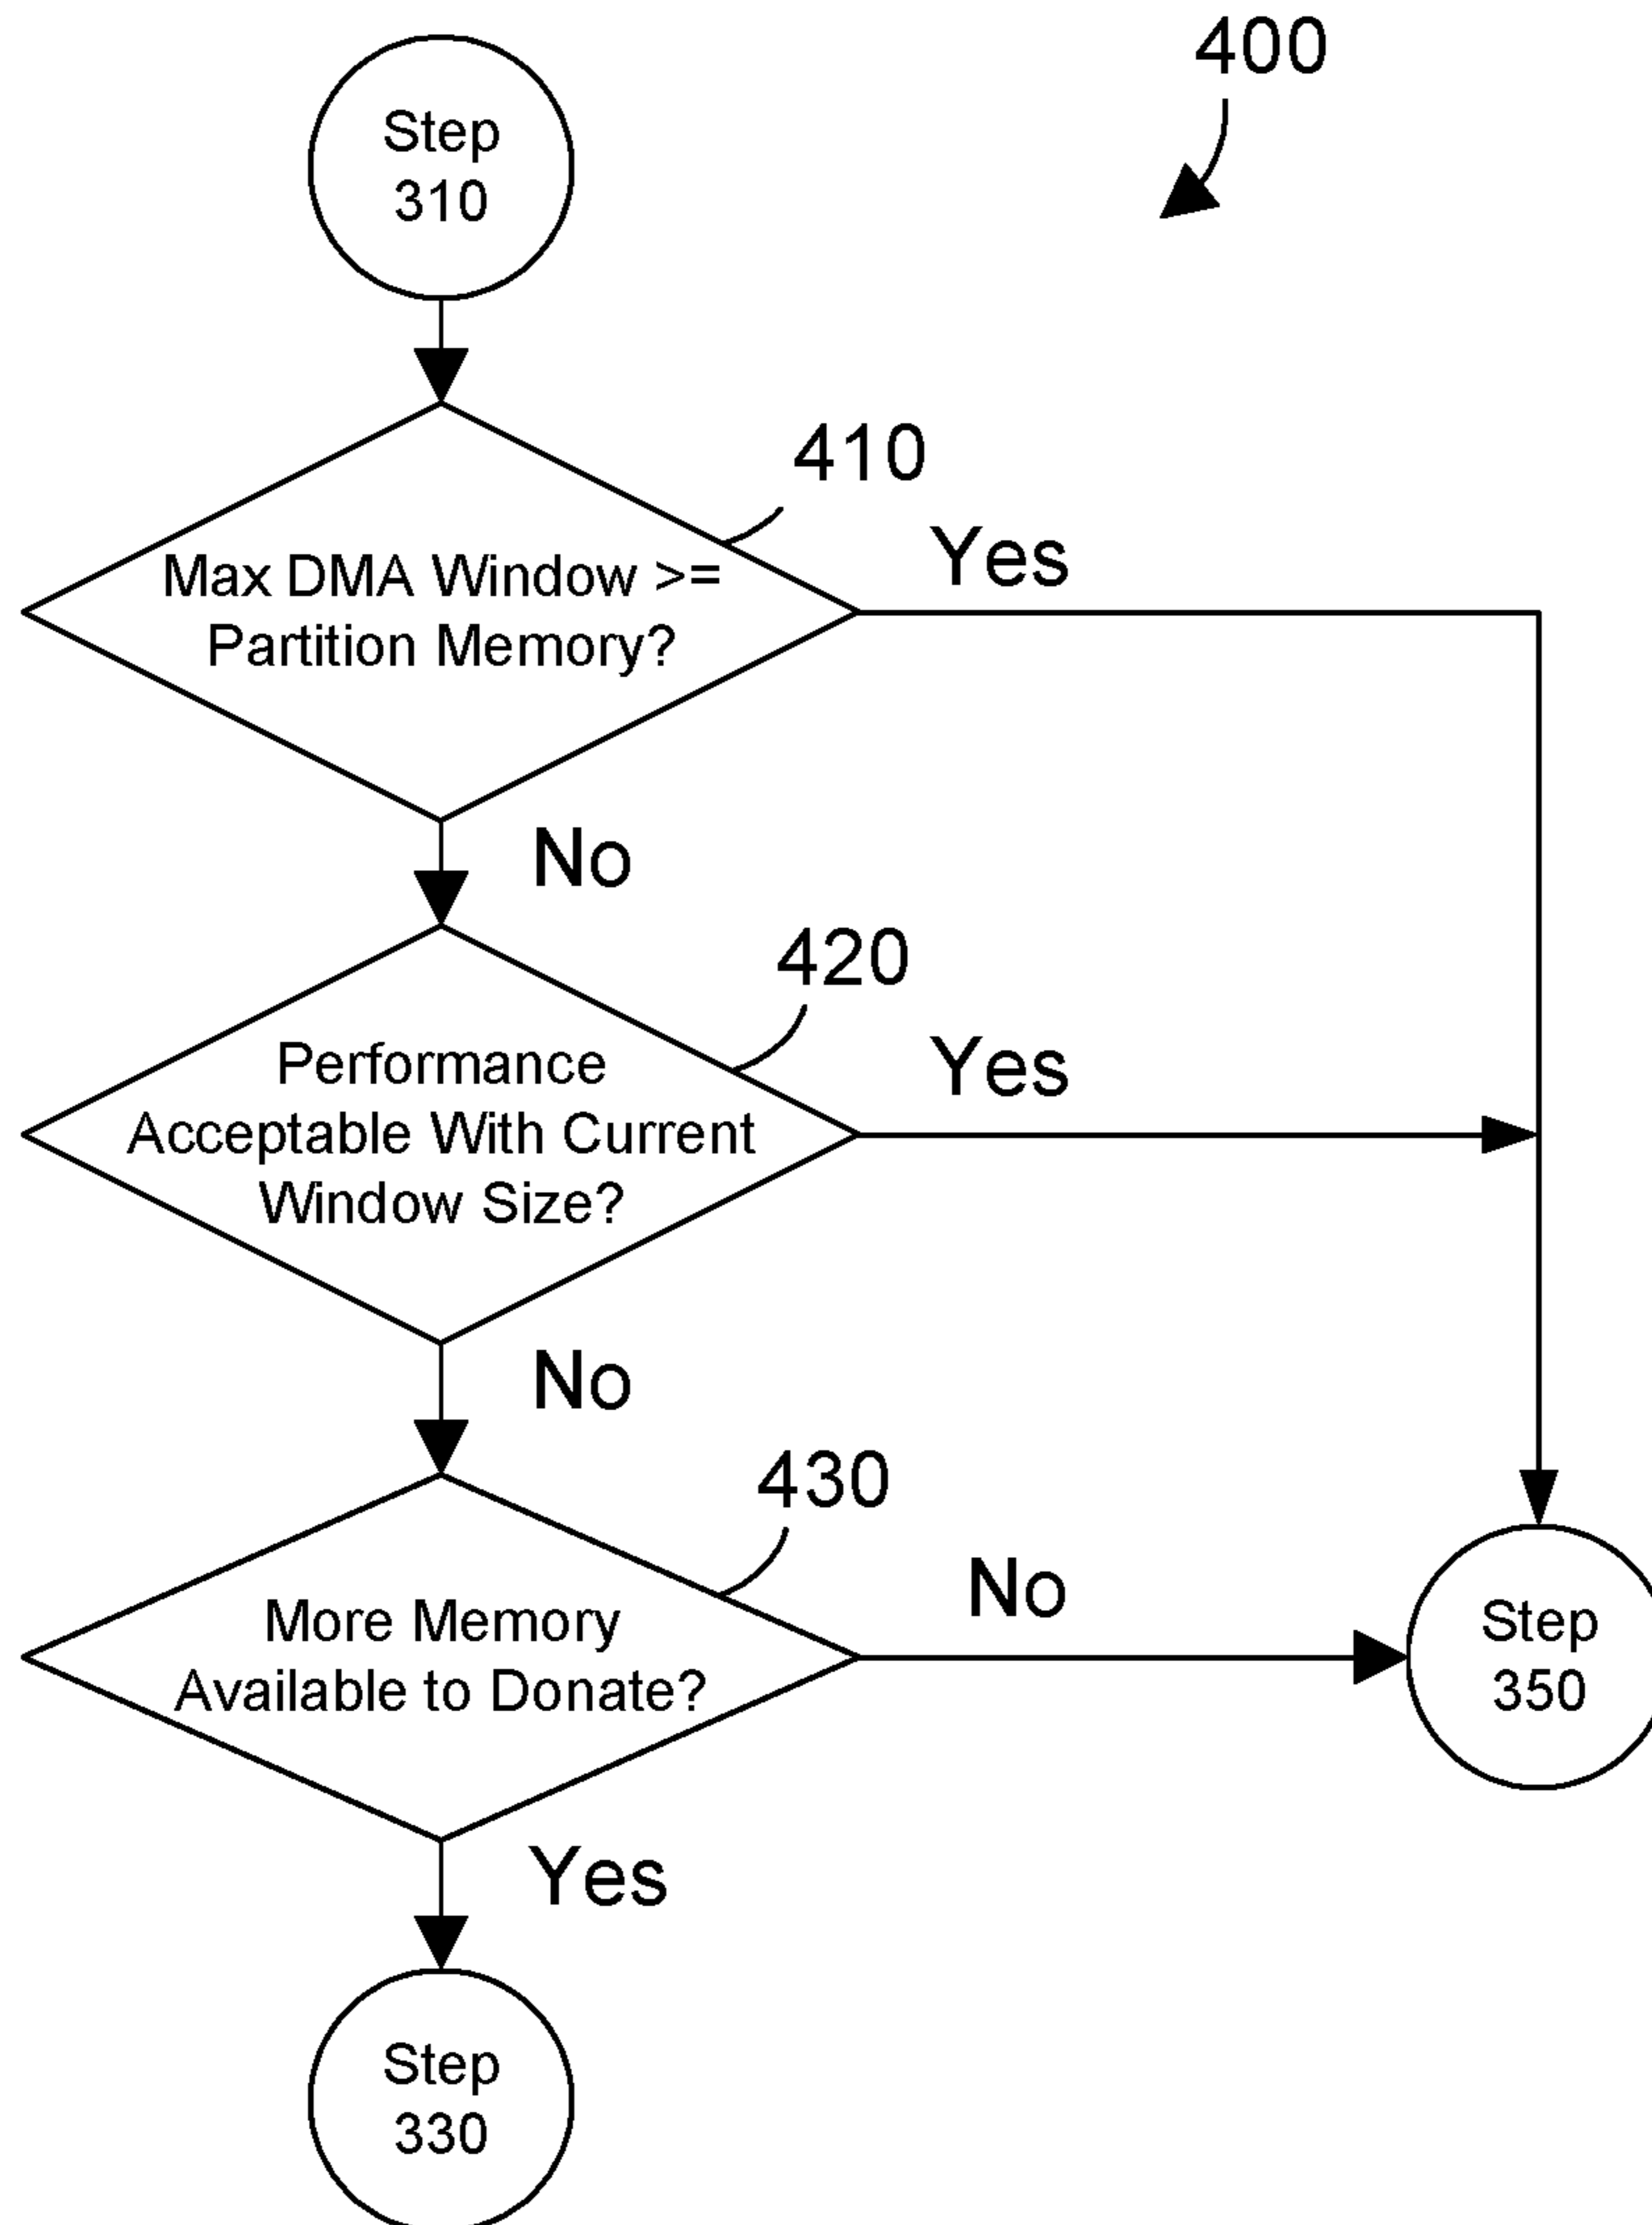 400
Step
310
410
Max DMA Window >=
Partition Memory?
Yes
No
420
Performance
Acceptable With Current
Window Size?
Yes
No
430
More Memory
Available to Donate?
No
Step
350
Yes
Step
330